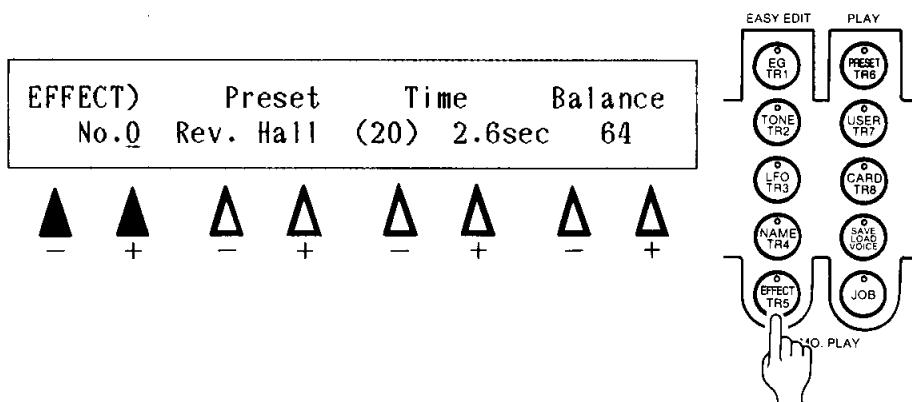 EFFECT) Preset Time Balance
No.0 Rev. Hall (20) 2.6sec 64
− + − + − + − +
EASY EDIT PLAY
EG
TR1
PRESET
TR6
TONE
TR2
USER
TR7
LFO
TR3
CARD
TR8
NAME
TR4
SAVE
LOAD
VOICE
EFFECT
TR5
JOB
MO. PLAY